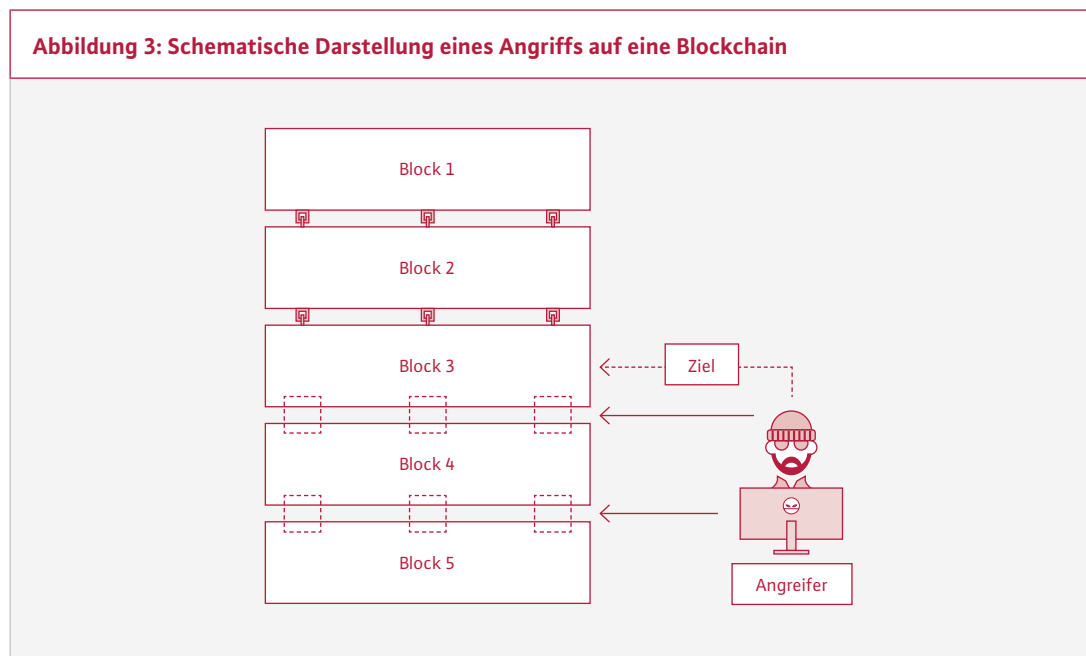 Abbildung 3: Schematische Darstellung eines Angriffs auf eine Blockchain
Block 1
Block 2
Block 3
Ziel
Block 4
Block 5
Angreifer